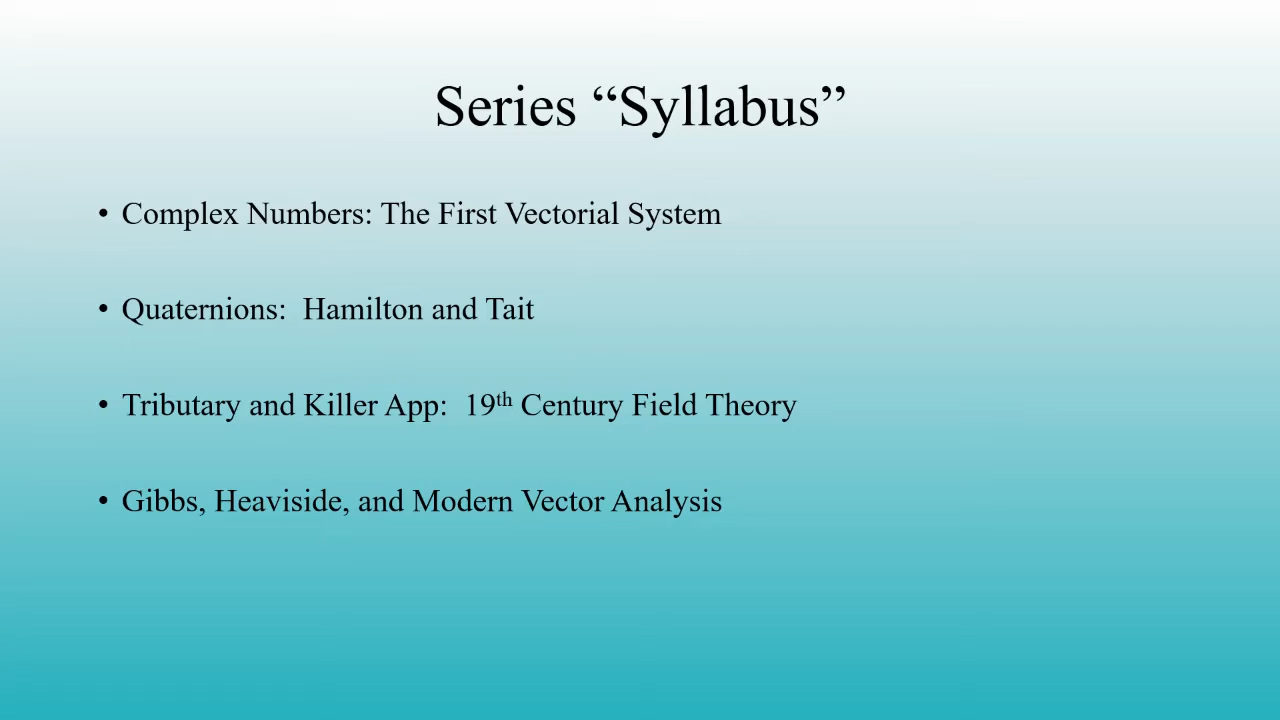 Series “Syllabus”
• Complex Numbers: The First Vectorial System
• Quaternions:  Hamilton and Tait
• Tributary and Killer App:  19th Century Field Theory
• Gibbs, Heaviside, and Modern Vector Analysis